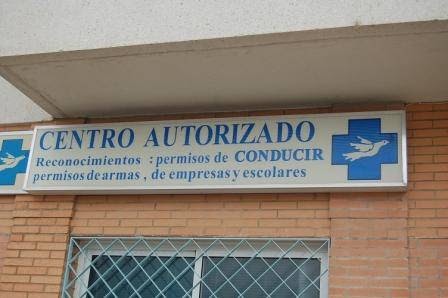 CENTRO AUTORIZADO
Reconocimientos : permisos de CONDUCIR
permisos de armas , de empresas y escolares